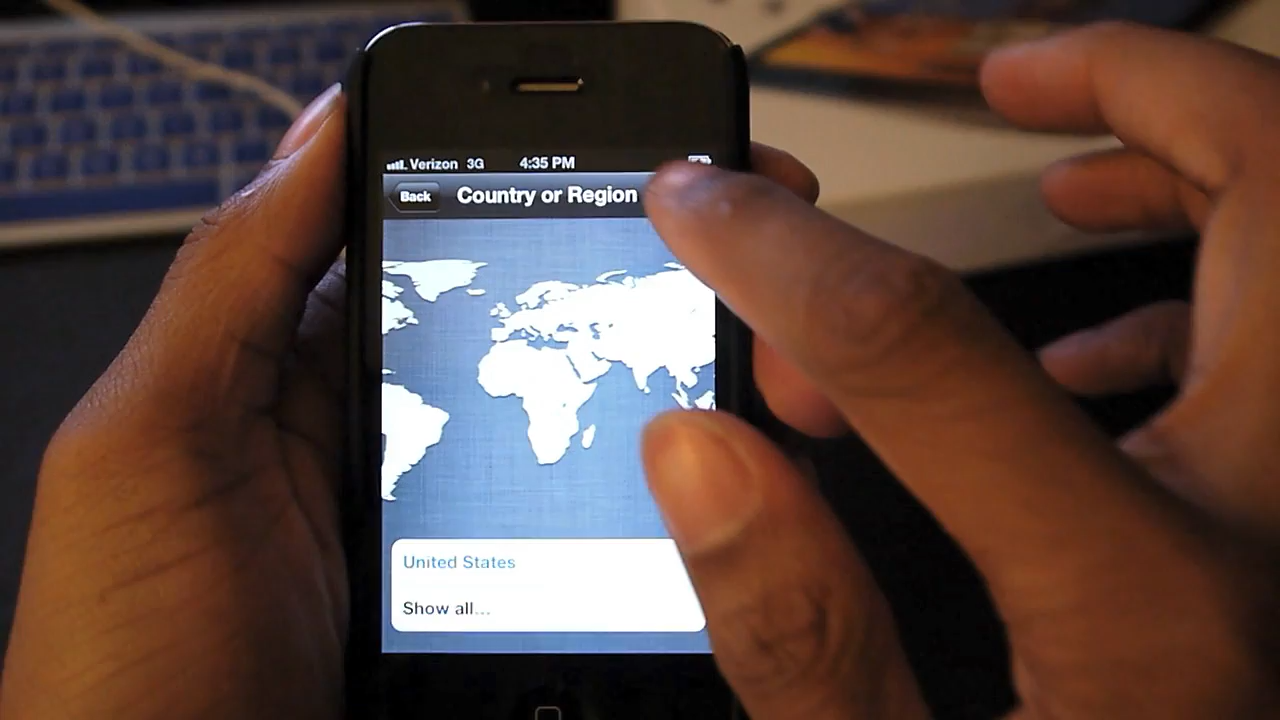 Verizon 3G 4:35 PM
Back Country or Region
United States
Show all...